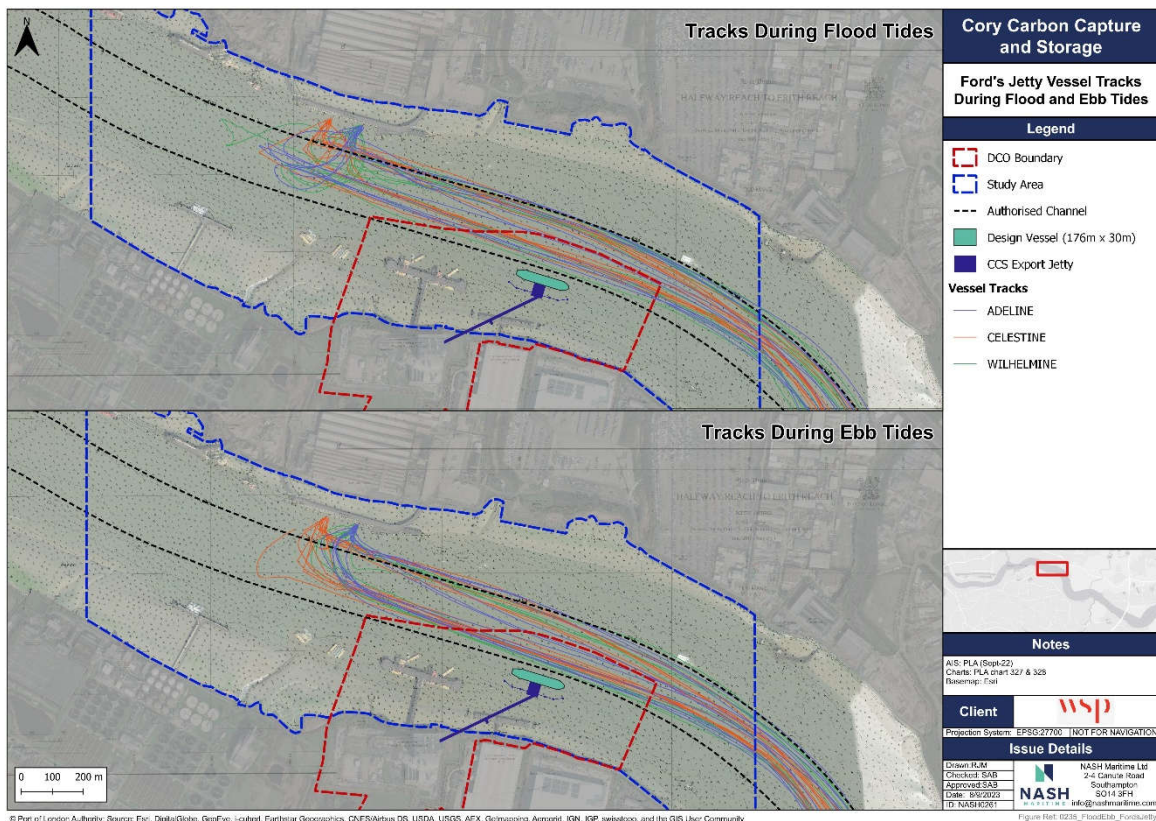 Tracks During Flood Tides
HALFWAY REACH TO ERITH REACH
N
0 100 200 m
Tracks During Ebb Tides
HALFWAY REACH TO ERITH REACH
Cory Carbon Capture
and Storage
Ford's Jetty Vessel Tracks
During Flood and Ebb Tides
Legend
DCO Boundary
Study Area
Authorised Channel
Design Vessel (176m x 30m)
CCS Export Jetty
Vessel Tracks
ADELINE
CELESTINE
WILHELMINE
Notes
AIS: PLA (Sept-22)
Charts: PLA chart 327 & 328
Basemap: Esri
Client
wsp
Projection System: EPSG:27700 NOT FOR NAVIGATION
Issue Details
Drawn:RJM
Checked: SAB
Approved:SAB
Date: 8/9/2023
ID: NASH0261
NASH
MARITIME
NASH Maritime Ltd
2-4 Canute Road
Southampton
SO14 3FH
info@nashmaritime.com
© Port of London Authority; Source: Esri, DigitalGlobe, GeoEye, i-cubed, Earthstar Geographics, CNES/Airbus DS, USDA, USGS, AEX, Getmapping, Aerogrid, IGN, IGP, swisstopo, and the GIS User Community
Figure Ref: 0235_FloodEbb_FordsJetty